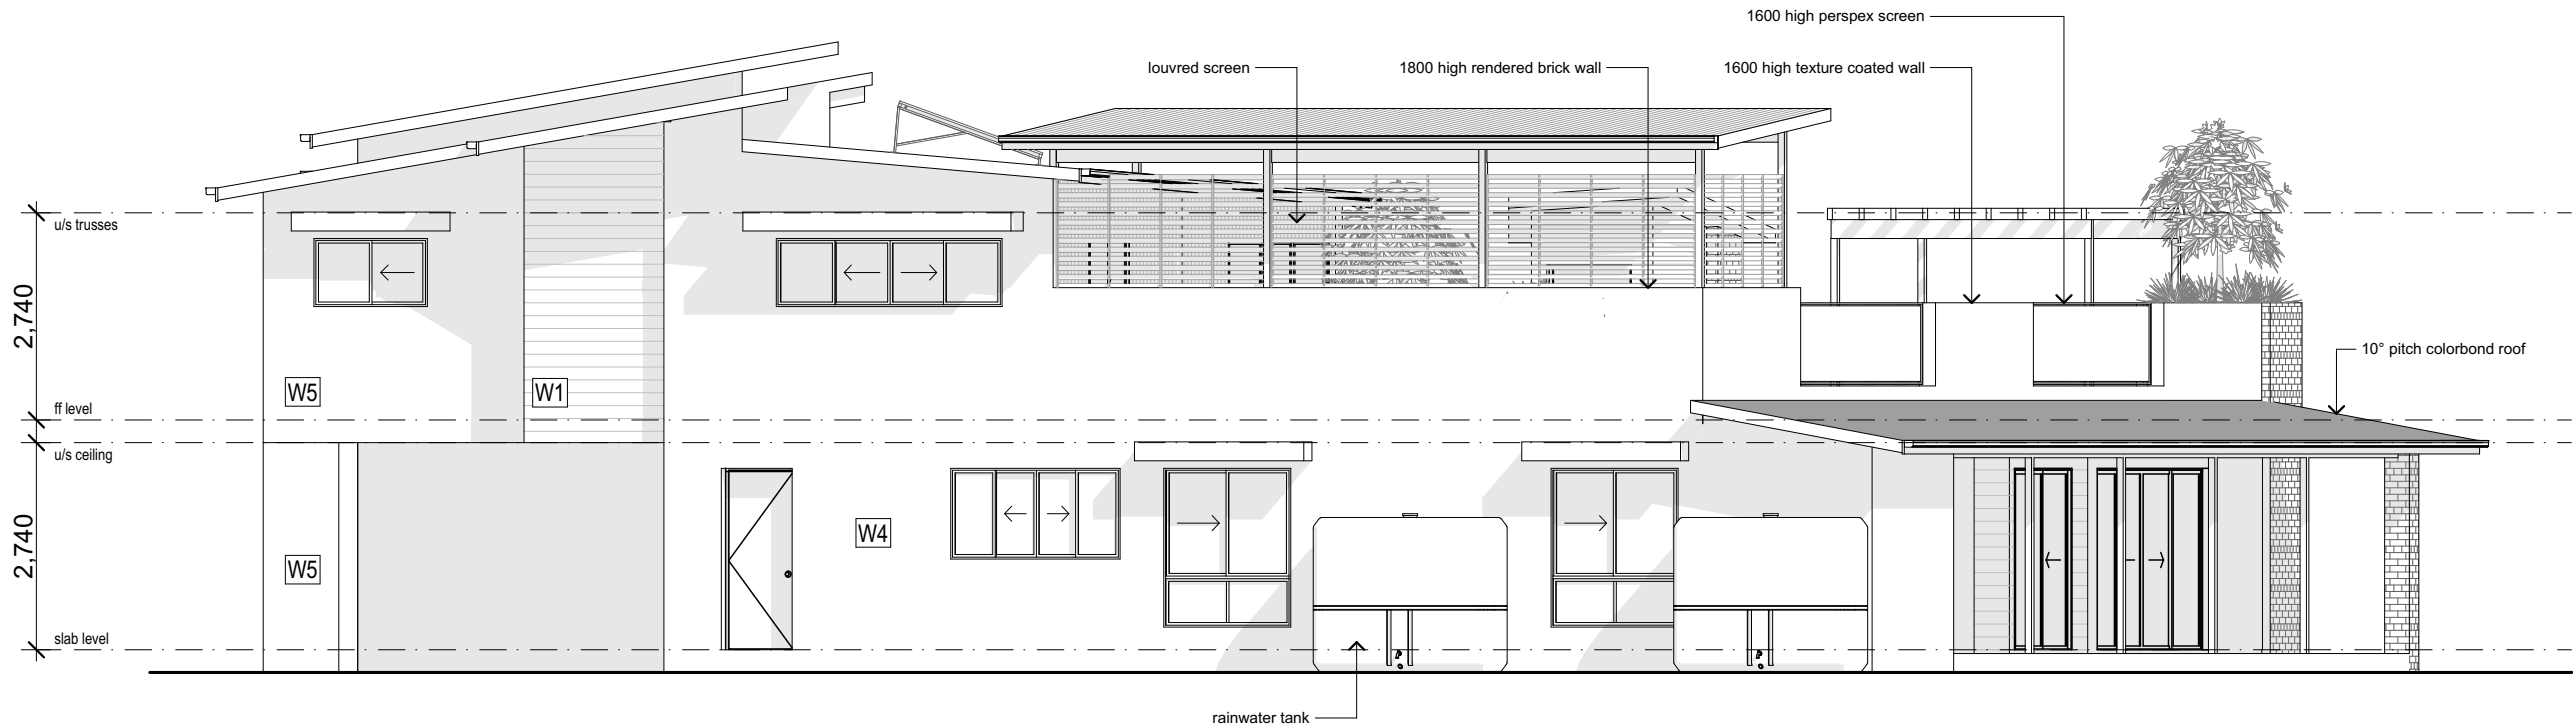 1600 high perspex screen
louvred screen
1800 high rendered brick wall
1600 high texture coated wall
u/s trusses
2,740
10° pitch colorbond roof
W5
W1
ff level
u/s ceiling
2,740
W4
W5
slab level
rainwater tank